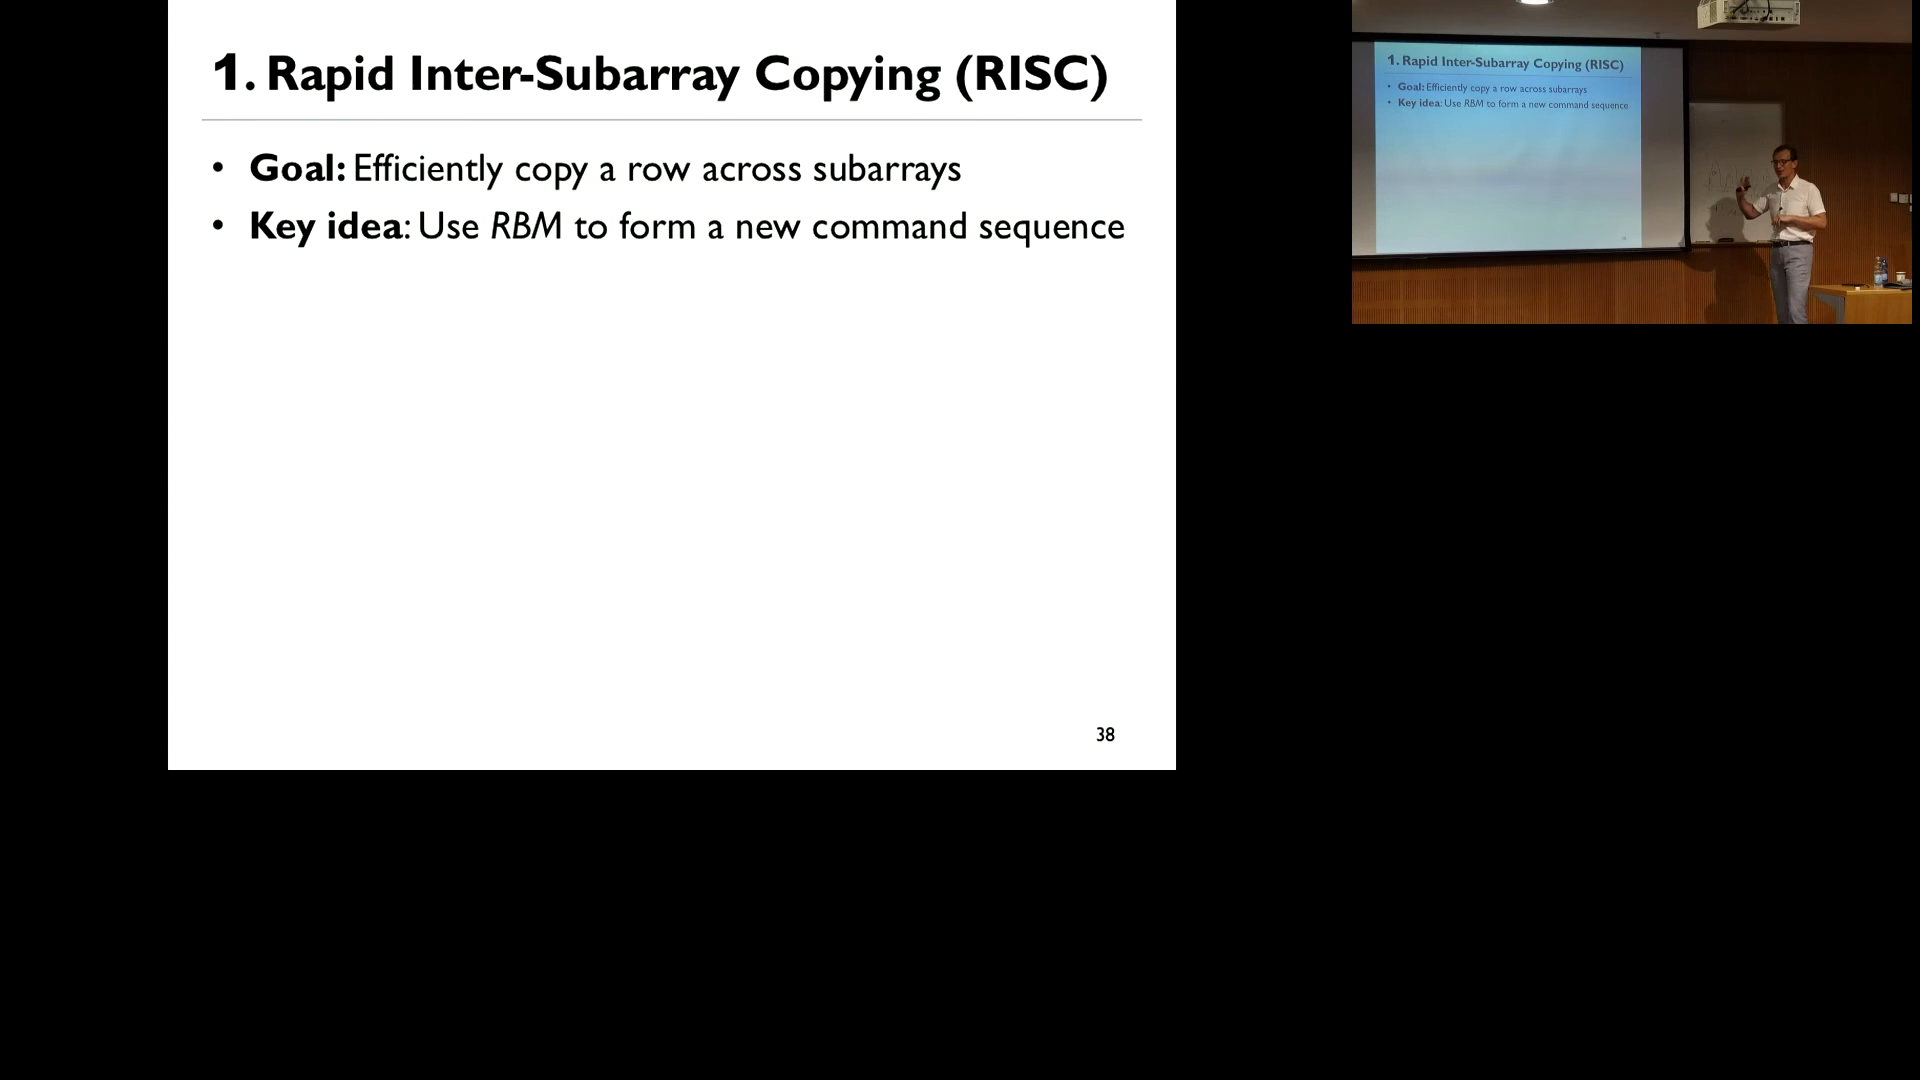 1. Rapid Inter-Subarray Copying (RISC)
• Goal: Efficiently copy a row across subarrays
• Key idea: Use RBM to form a new command sequence
38
1. Rapid Inter-Subarray Copying (RISC)
• Goal: Efficiently copy a row across subarrays
• Key idea: Use RBM to form a new command sequence